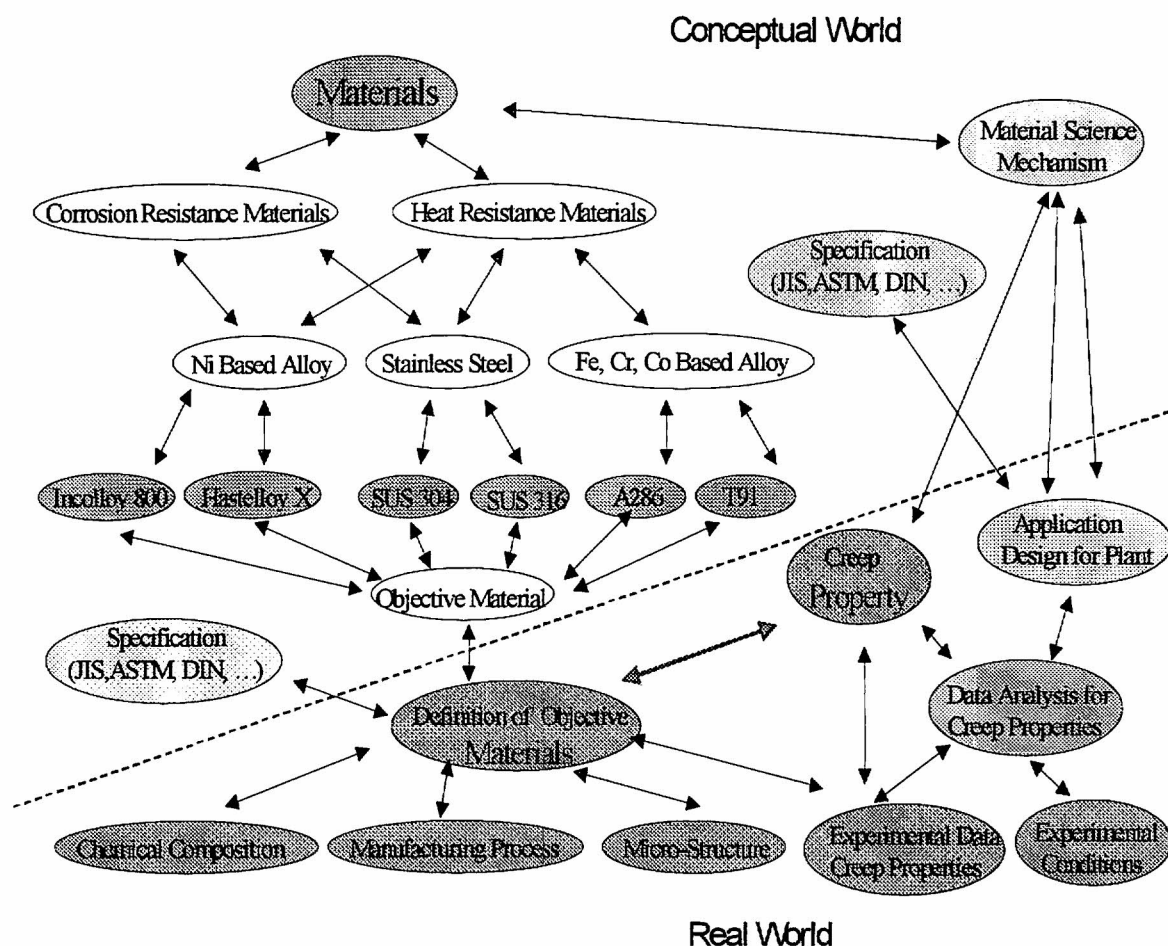 Conceptual World
Materials
Material Science
Mechanism
Corrosion Resistance Materials
Heat Resistance Materials
Specification
(JIS,ASTM, DIN, …)
Ni Based Alloy
Stainless Steel
Fe, Cr, Co Based Alloy
Incolloy 800
Hastelloy X
SUS 304
SUS 316
A286
T91
Application
Design for Plant
Creep
Property
Objective Material
Specification
(JIS,ASTM, DIN, …)
Definition of Objective
Materials
Data Analysts for
Creep Properties
Chemical Composition
Manufacturing Process
Micro-Structure
Experimental Data
Creep Properties
Experimental
Conditions
Real World